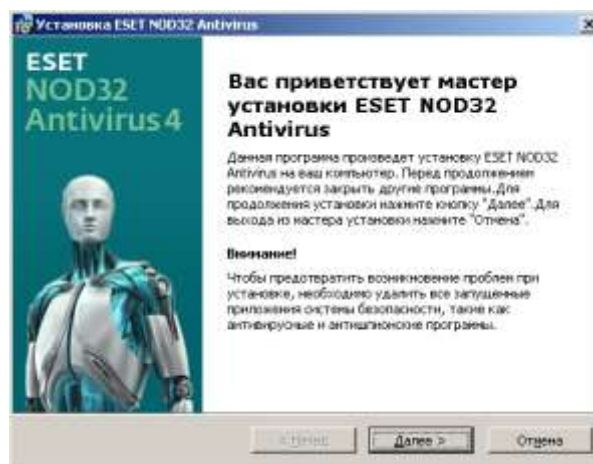 Установка ESET NOD32 Antivirus
ESET
NOD32
Antivirus 4
Вас приветствует мастер
установки ESET NOD32
Antivirus
Данная программа произведет установку ESET NOD32
Antivirus на ваш компьютер. Перед продолжением
рекомендуется закрыть другие программы.Для
продолжения установки нажмите кнопку "Далее".Для
выхода из мастера установки нажмите "Отмена".
Внимание!
Чтобы предотвратить возникновение проблем при
установке, необходимо удалить все запущенные
приложения системы безопасности, такие как
антивирусные и антишпионские программы.
< Назад
Далее >
Отмена